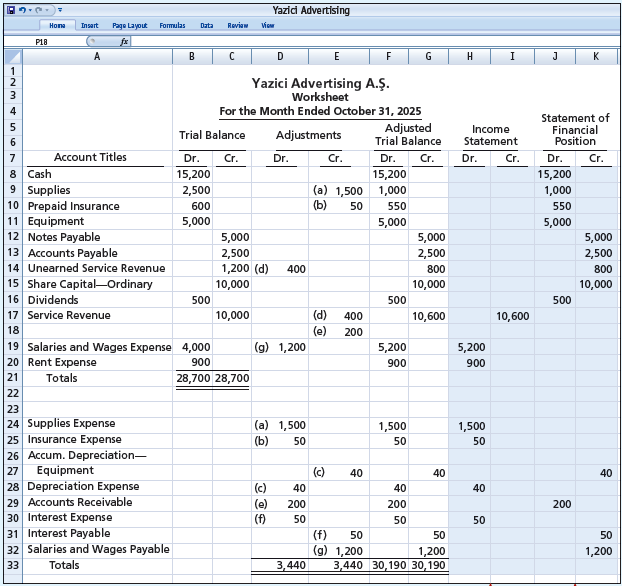 Yazici Advertising
Home Insert Page Layout Formulas Data Review View
P18 fx
A B C D E F G H I J K
1
2 Yazici Advertising A.Ş.
3 Worksheet
4 For the Month Ended October 31, 2025
5 Trial Balance Adjustments Adjusted Trial Balance Income Statement Statement of Financial Position
6
7 Account Titles Dr. Cr. Dr. Cr. Dr. Cr. Dr. Cr. Dr. Cr.
8 Cash 15,200 15,200 15,200
9 Supplies 2,500 (a) 1,500 1,000 1,000
10 Prepaid Insurance 600 (b) 50 550 550
11 Equipment 5,000 5,000 5,000
12 Notes Payable 5,000 5,000 5,000
13 Accounts Payable 2,500 2,500 2,500
14 Unearned Service Revenue 1,200 (d) 400 800 800
15 Share Capital—Ordinary 10,000 10,000 10,000
16 Dividends 500 500 500
17 Service Revenue 10,000 (d) 400 10,600 10,600
18 (e) 200
19 Salaries and Wages Expense 4,000 (g) 1,200 5,200 5,200
20 Rent Expense 900 900 900
21 Totals 28,700 28,700
22
23
24 Supplies Expense (a) 1,500 1,500 1,500
25 Insurance Expense (b) 50 50 50
26 Accum. Depreciation—
27 Equipment (c) 40 40 40
28 Depreciation Expense (c) 40 40 40
29 Accounts Receivable (e) 200 200 200
30 Interest Expense (f) 50 50 50
31 Interest Payable (f) 50 50 50
32 Salaries and Wages Payable (g) 1,200 1,200 1,200
33 Totals 3,440 3,440 30,190 30,190